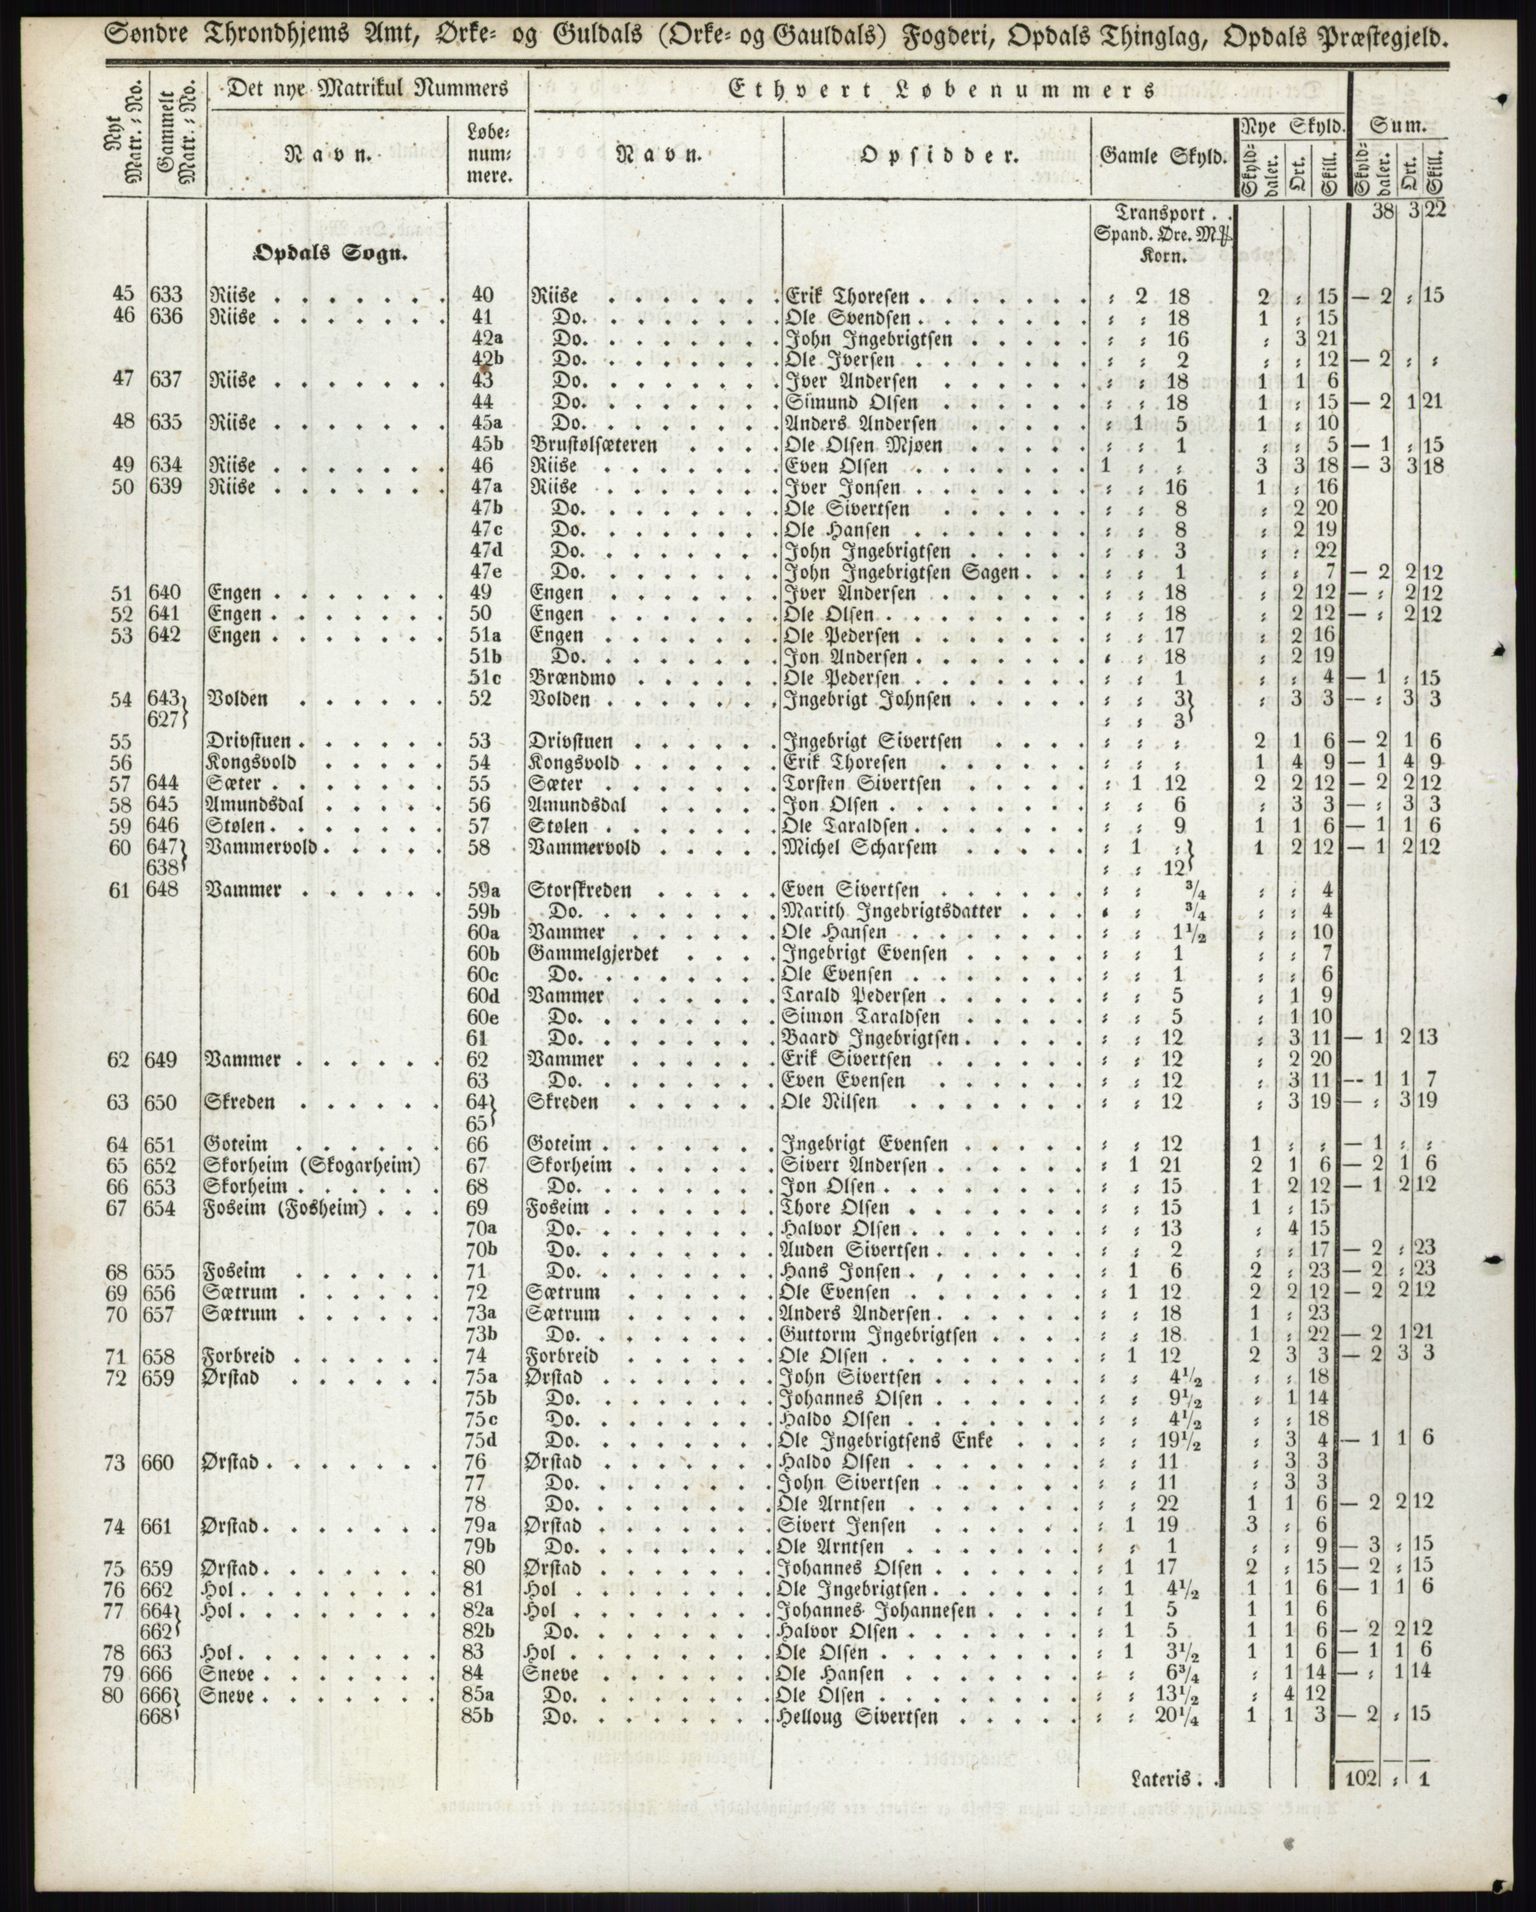 Søndre Throndhjems Amt, Ørke- og Guldals (Orke- og Gauldals) Fogderi, Opdals Thinglag, Opdals Præstegjeld.
Nyt Matr.-No. Gammelt Matr.-No. Det nye Matrikul Nummers Ethvert Løbenummers
Navn. Løbe-nummere. Navn. Opsidder. Gamle Skyld. Nye Skyld. Sum.
Skylddaler. Ort. Skill. Skylddaler. Ort. Skill.
Transport . . 38 3 22
Opdals Sogn. Spand. Øre. M℔ Korn.
45 633 Riise 40 Riise Erik Thoresen : 2 18 2 : 15 — 2 : 15
46 636 Riise 41 Do. Ole Svendsen : : 18 1 : 15
42a Do. John Ingebrigtsen : : 16 : 3 21
42b Do. Ole Iversen : : 2 : : 12 — 2 : :
47 637 Riise 43 Do. Iver Andersen : : 18 1 1 6
44 Do. Simund Olsen : : 18 1 : 15 — 2 1 21
48 635 Riise 45a Do. Anders Andersen : 1 5 1 : 10
45b Brustølsæteren Ole Olsen Mjøen : : 1 : : 5 — 1 : 15
49 634 Riise 46 Riise Even Olsen 1 : : 3 3 18 — 3 3 18
50 639 Riise 47a Riise Iver Jonsen : : 16 1 : 16
47b Do. Ole Sivertsen : : 8 : 2 20
47c Do. Ole Hansen : : 8 : 2 19
47d Do. John Ingebrigtsen : : 3 : : 22
47e Do. John Ingebrigtsen Sagen : : 1 : : 7 — 2 2 12
51 640 Engen 49 Engen Iver Andersen : : 18 : 2 12 — : 2 12
52 641 Engen 50 Engen Ole Olsen : : 18 : 2 12 — : 2 12
53 642 Engen 51a Engen Ole Pedersen : : 17 : 2 16
51b Do. Jon Andersen : : 18 : 2 19
51c Brændmo Ole Pedersen : : 1 : : 4 — 1 : 15
54 643} Volden 52 Volden Ingebrigt Johnsen : : 3} : 3 3 — : 3 3
627} : : 3}
55 Drivstuen 53 Drivstuen Ingebrigt Sivertsen : : : 2 1 6 — 2 1 6
56 Kongsvold 54 Kongsvold Erik Thoresen : : : 1 4 9 — 1 4 9
57 644 Sæter 55 Sæter Torsten Sivertsen : 1 12 2 2 12 — 2 2 12
58 645 Amundsdal 56 Amundsdal Jon Olsen : : 6 : 3 3 — : 3 3
59 646 Stølen 57 Stølen Ole Taraldsen : : 9 1 1 6 — 1 1 6
60 647} Vammervold 58 Vammervold Michel Scharsem : 1 :} 1 2 12 — 1 2 12
638} : : 12}
61 648 Vammer 59a Storskreden Even Sivertsen : : 3/4 : : 4
59b Do. Marith Ingebrigtsdatter : : 3/4 : : 4
60a Vammer Ole Hansen : : 1 1/2 : : 10
60b Gammelgjerdet Ingebrigt Evensen : : 1 : : 7
60c Do. Ole Evensen : : 1 : : 6
60d Vammer Tarald Pedersen : : 5 : 1 9
60e Do. Simon Taraldsen : : 5 : 1 10
61 Do. Baard Ingebrigtsen : : 12 : 3 11 — 1 2 13
62 649 Vammer 62 Vammer Erik Sivertsen : : 12 : 2 20
63 Do. Even Evensen : : 12 : 3 11 — 1 1 7
63 650 Skreden 64} Skreden Ole Nilsen : : 12 : 3 19 — : 3 19
65}
64 651 Goteim 66 Goteim Ingebrigt Evensen : : 12 1 : : — 1 : :
65 652 Skorheim (Skogarheim) 67 Skorheim Sivert Andersen : 1 21 2 1 6 — 2 1 6
66 653 Skorheim 68 Do. Jon Olsen : : 15 1 2 12 — 1 2 12
67 654 Foseim (Fosheim) 69 Foseim Thore Olsen : : 15 1 : 15
70a Do. Halvor Olsen : : 13 : 4 15
70b Do. Auden Sivertsen : : 2 : : 17 — 2 : 23
68 655 Foseim 71 Do. Hans Jonsen : 1 6 2 : 23 — 2 : 23
69 656 Sætrum 72 Sætrum Ole Evensen : 1 12 2 2 12 — 2 2 12
70 657 Sætrum 73a Sætrum Anders Andersen : : 18 1 : 23
73b Do. Guttorm Ingebrigtsen : : 18 1 : 22 — 2 1 21
71 658 Forbreid 74 Forbreid Ole Olsen : 1 12 2 3 3 — 2 3 3
72 659 Ørstad 75a Ørstad John Sivertsen : : 4 1/2 : : 18
75b Do. Johannes Olsen : : 9 1/2 : 1 14
75c Do. Haldo Olsen : : 4 1/2 : : 18
75d Do. Ole Ingebrigtsens Enke : : 19 1/2 : 3 4 — 1 1 6
73 660 Ørstad 76 Ørstad Haldo Olsen : : 11 : 3 3
77 Do. John Sivertsen : : 11 : 3 3
78 Do. Ole Arntsen : : 22 1 1 6 — 2 2 12
74 661 Ørstad 79a Ørstad Sivert Jensen : 1 19 3 : 6
79b Do. Ole Arntsen : : 1 : : 9 — 3 : 15
75 659 Ørstad 80 Ørstad Johannes Olsen : 1 17 2 : 15 — 2 : 15
76 662 Hol 81 Hol Ole Ingebrigtsen : 1 4 1/2 1 1 6 — 1 1 6
77 664} Hol 82a Hol Johannes Johannesen : 1 5 1 1 6
662} 82b Do. Halvor Olsen : 1 5 1 1 6 — 2 2 12
78 663 Hol 83 Hol Ole Olsen : 1 3 1/2 1 1 6 — 1 1 6
79 666 Sneve 84 Sneve Ole Hansen : : 6 3/4 : 1 14 — : 1 14
80 666} Sneve 85a Do. Ole Olsen : : 13 1/2 : 4 12
668} 85b Do. Helloug Sivertsen : : 20 1/4 1 1 3 — 2 : 15
Lateris . . 102 : 1